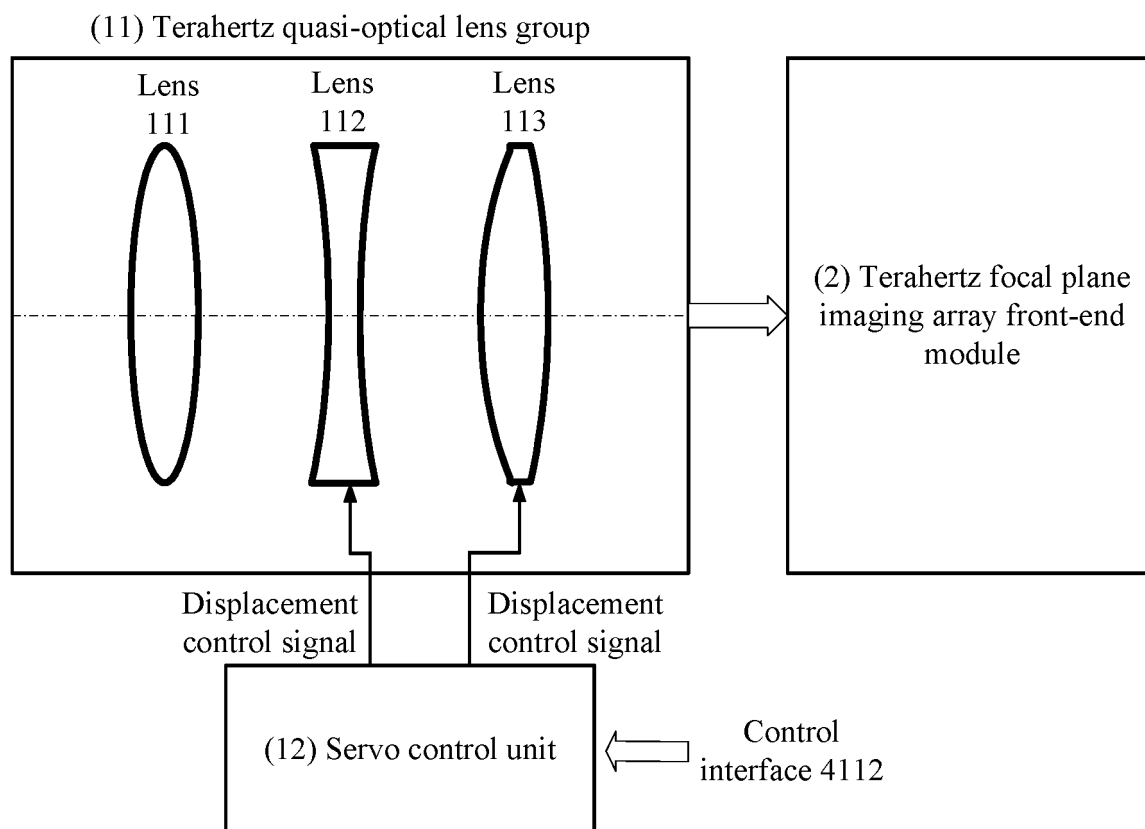 (11) Terahertz quasi-optical lens group
Lens
111
Lens
112
Lens
113
(2) Terahertz focal plane
imaging array front-end
module
Displacement
control signal
Displacement
control signal
(12) Servo control unit
Control
interface 4112